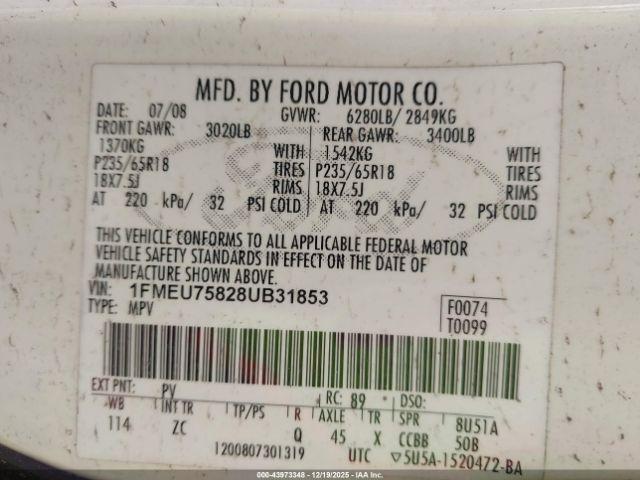 MFD. BY FORD MOTOR CO.
DATE: 07/08 GVWR: 6280LB/ 2849KG
FRONT GAWR: 3020LB REAR GAWR: 3400LB
1370KG WITH 1542KG WITH
P235/65R18 TIRES P235/65R18 TIRES
18X7.5J RIMS 18X7.5J RIMS
AT 220 kPa/ 32 PSI COLD AT 220 kPa/ 32 PSI COLD
THIS VEHICLE CONFORMS TO ALL APPLICABLE FEDERAL MOTOR
VEHICLE SAFETY STANDARDS IN EFFECT ON THE DATE OF
MANUFACTURE SHOWN ABOVE.
VIN: 1FMEU75828UB31853 F0074
TYPE: MPV T0099
EXT PNT: PV RC: 89 DSO:
WB INT TR TP/PS R AXLE TR SPR 8U51A
114 ZC Q 45 X CCBB 50B
1200807301319 UTC ▽5U5A-1520472-BA
000-43973348 - 12/19/2025 - IAA Inc.